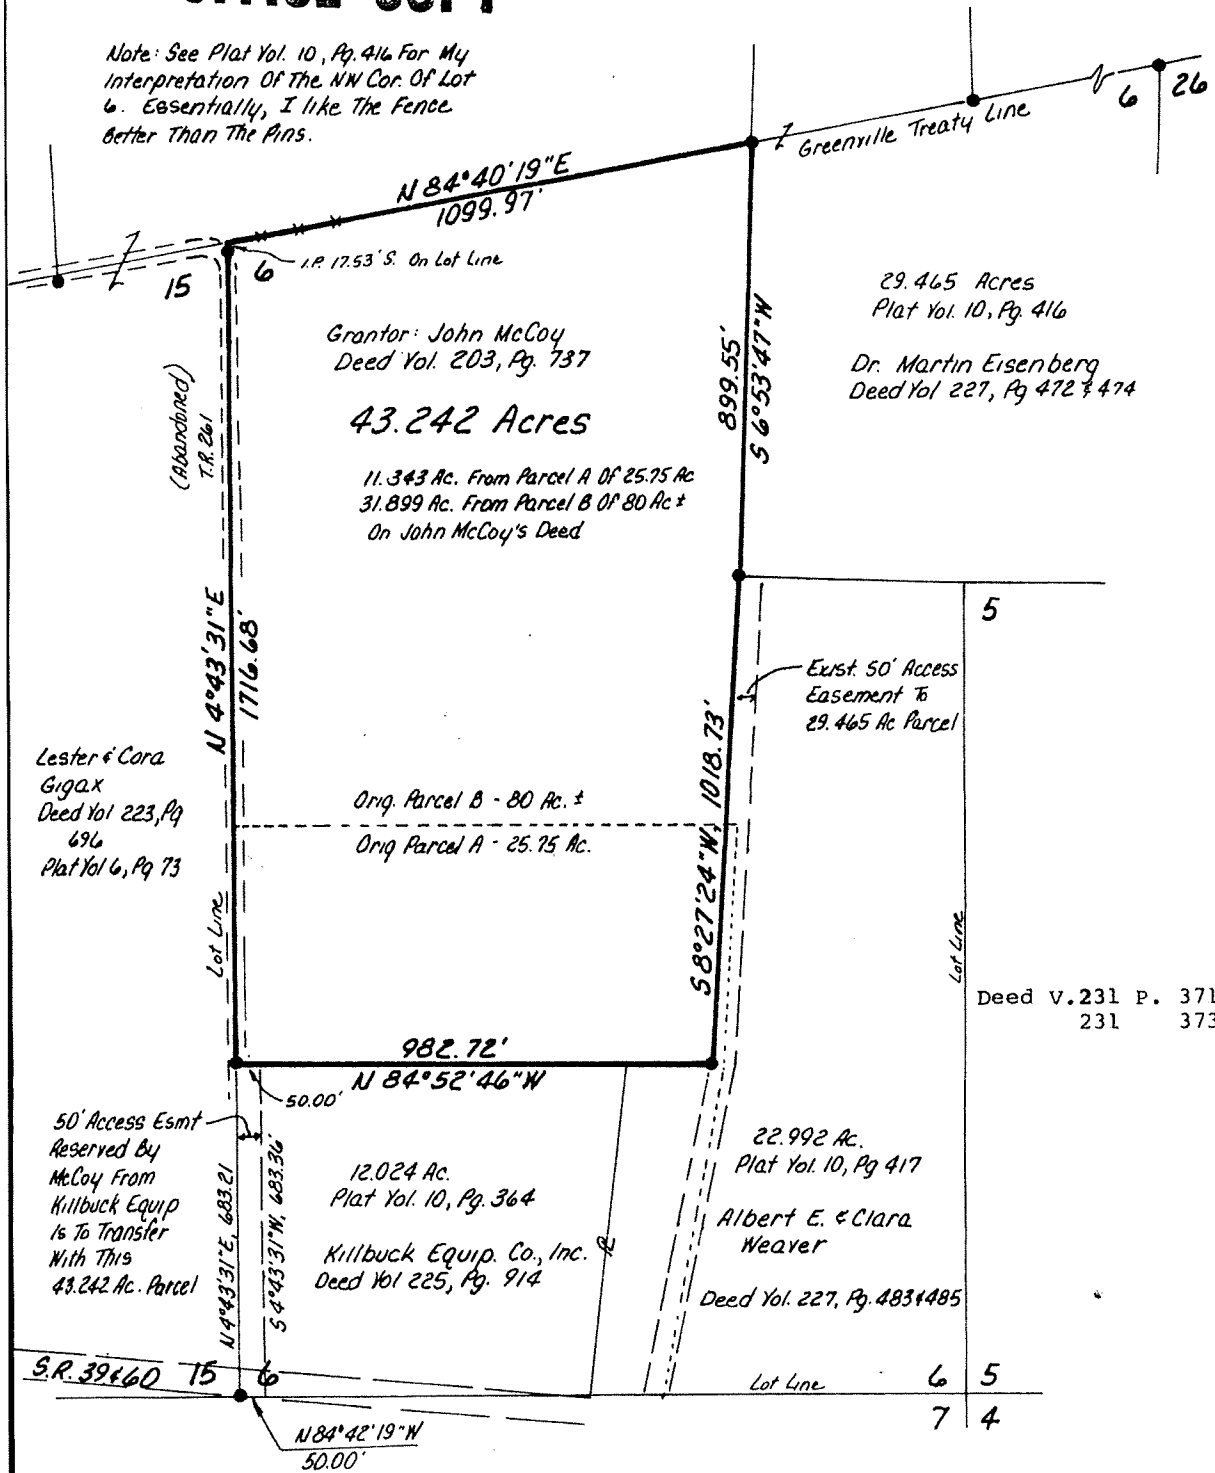 OFFICE COPY
Note: See Plat Vol. 10, Pg. 416 For My
Interpretation Of The NW Cor. Of Lot
6. Essentially, I like The Fence
Better Than The Pins.
6 26
Greenville Treaty Line
N 84°40'19"E
1099.97'
I.P. 17.53' S. On Lot Line
15 6
29.465 Acres
Plat Vol. 10, Pg. 416
Dr. Martin Eisenberg
Deed Vol 227, Pg 472 & 474
Grantor: John McCoy
Deed Vol. 203, Pg. 737
43.242 Acres
11.343 Ac. From Parcel A Of 25.75 Ac
31.899 Ac. From Parcel B Of 80 Ac ±
On John McCoy's Deed
(Abandoned)
T.R. 261
899.55'
S 6°53'47"W
N 4°43'31"E
1716.68'
5
Exist. 50' Access
Easement To
29.465 Ac Parcel
S 8°27'24"W, 1018.73'
Lester & Cora
Gigax
Deed Vol 223, Pg
696
Plat Vol 6, Pg 73
Orig. Parcel B - 80 Ac. ±
Orig Parcel A - 25.75 Ac.
Lot Line
Lot Line
Deed V.231 P. 371
231 373
982.72'
N 84°52'46"W
50.00'
50' Access Esmt
Reserved By
McCoy From
Killbuck Equip
Is To Transfer
With This
43.242 Ac. Parcel
N 4°43'31"E, 683.21
S 4°43'31"W, 683.36'
12.024 Ac.
Plat Vol. 10, Pg. 364
Killbuck Equip. Co., Inc.
Deed Vol 225, Pg. 914
22.992 Ac.
Plat Vol. 10, Pg 417
Albert E. & Clara
Weaver
Deed Vol. 227, Pg. 483 & 485
S.R. 39 & 60 15 6
Lot Line
6 5
7 4
N 84°42'19"W
50.00'